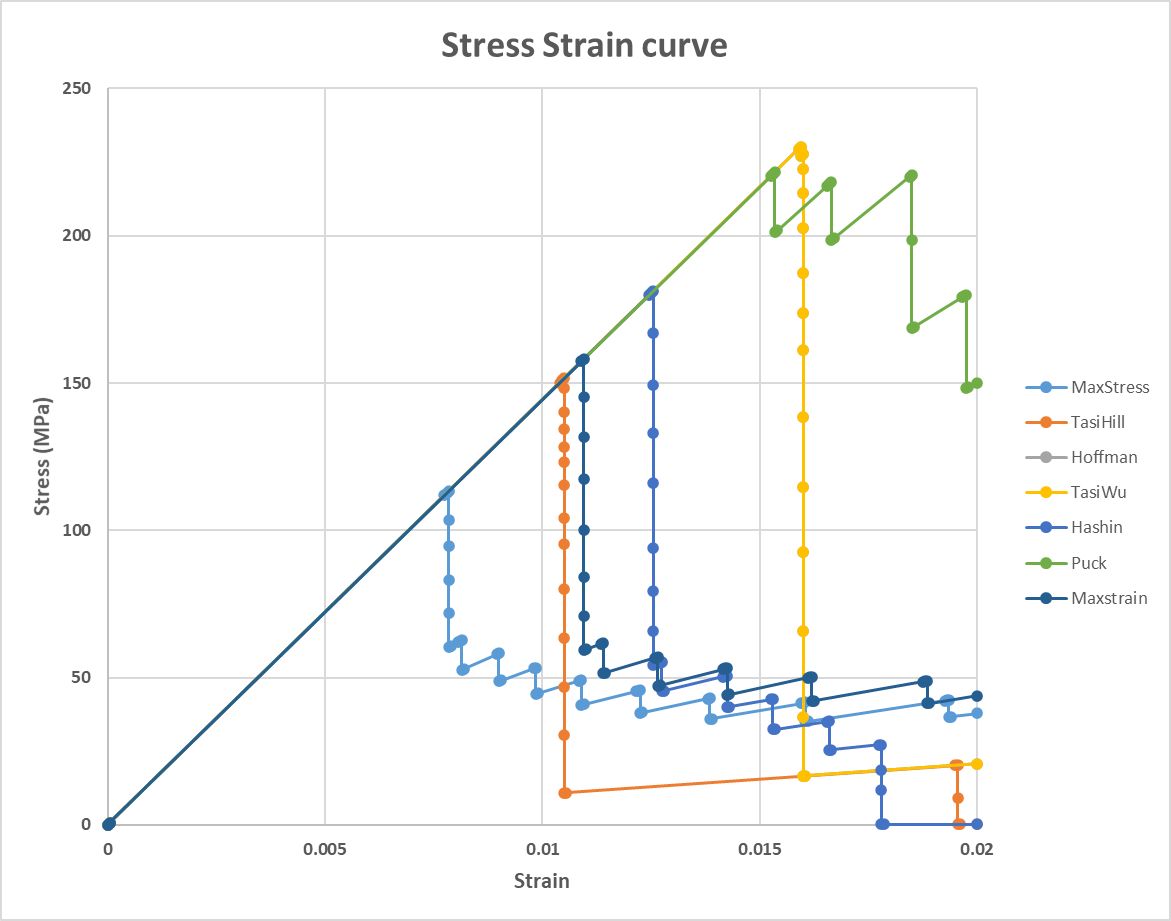 Stress Strain curve
Stress (MPa)
250
200
150
100
50
0
0 0.005 0.01 0.015 0.02
Strain
MaxStress
TasiHill
Hoffman
TasiWu
Hashin
Puck
Maxstrain